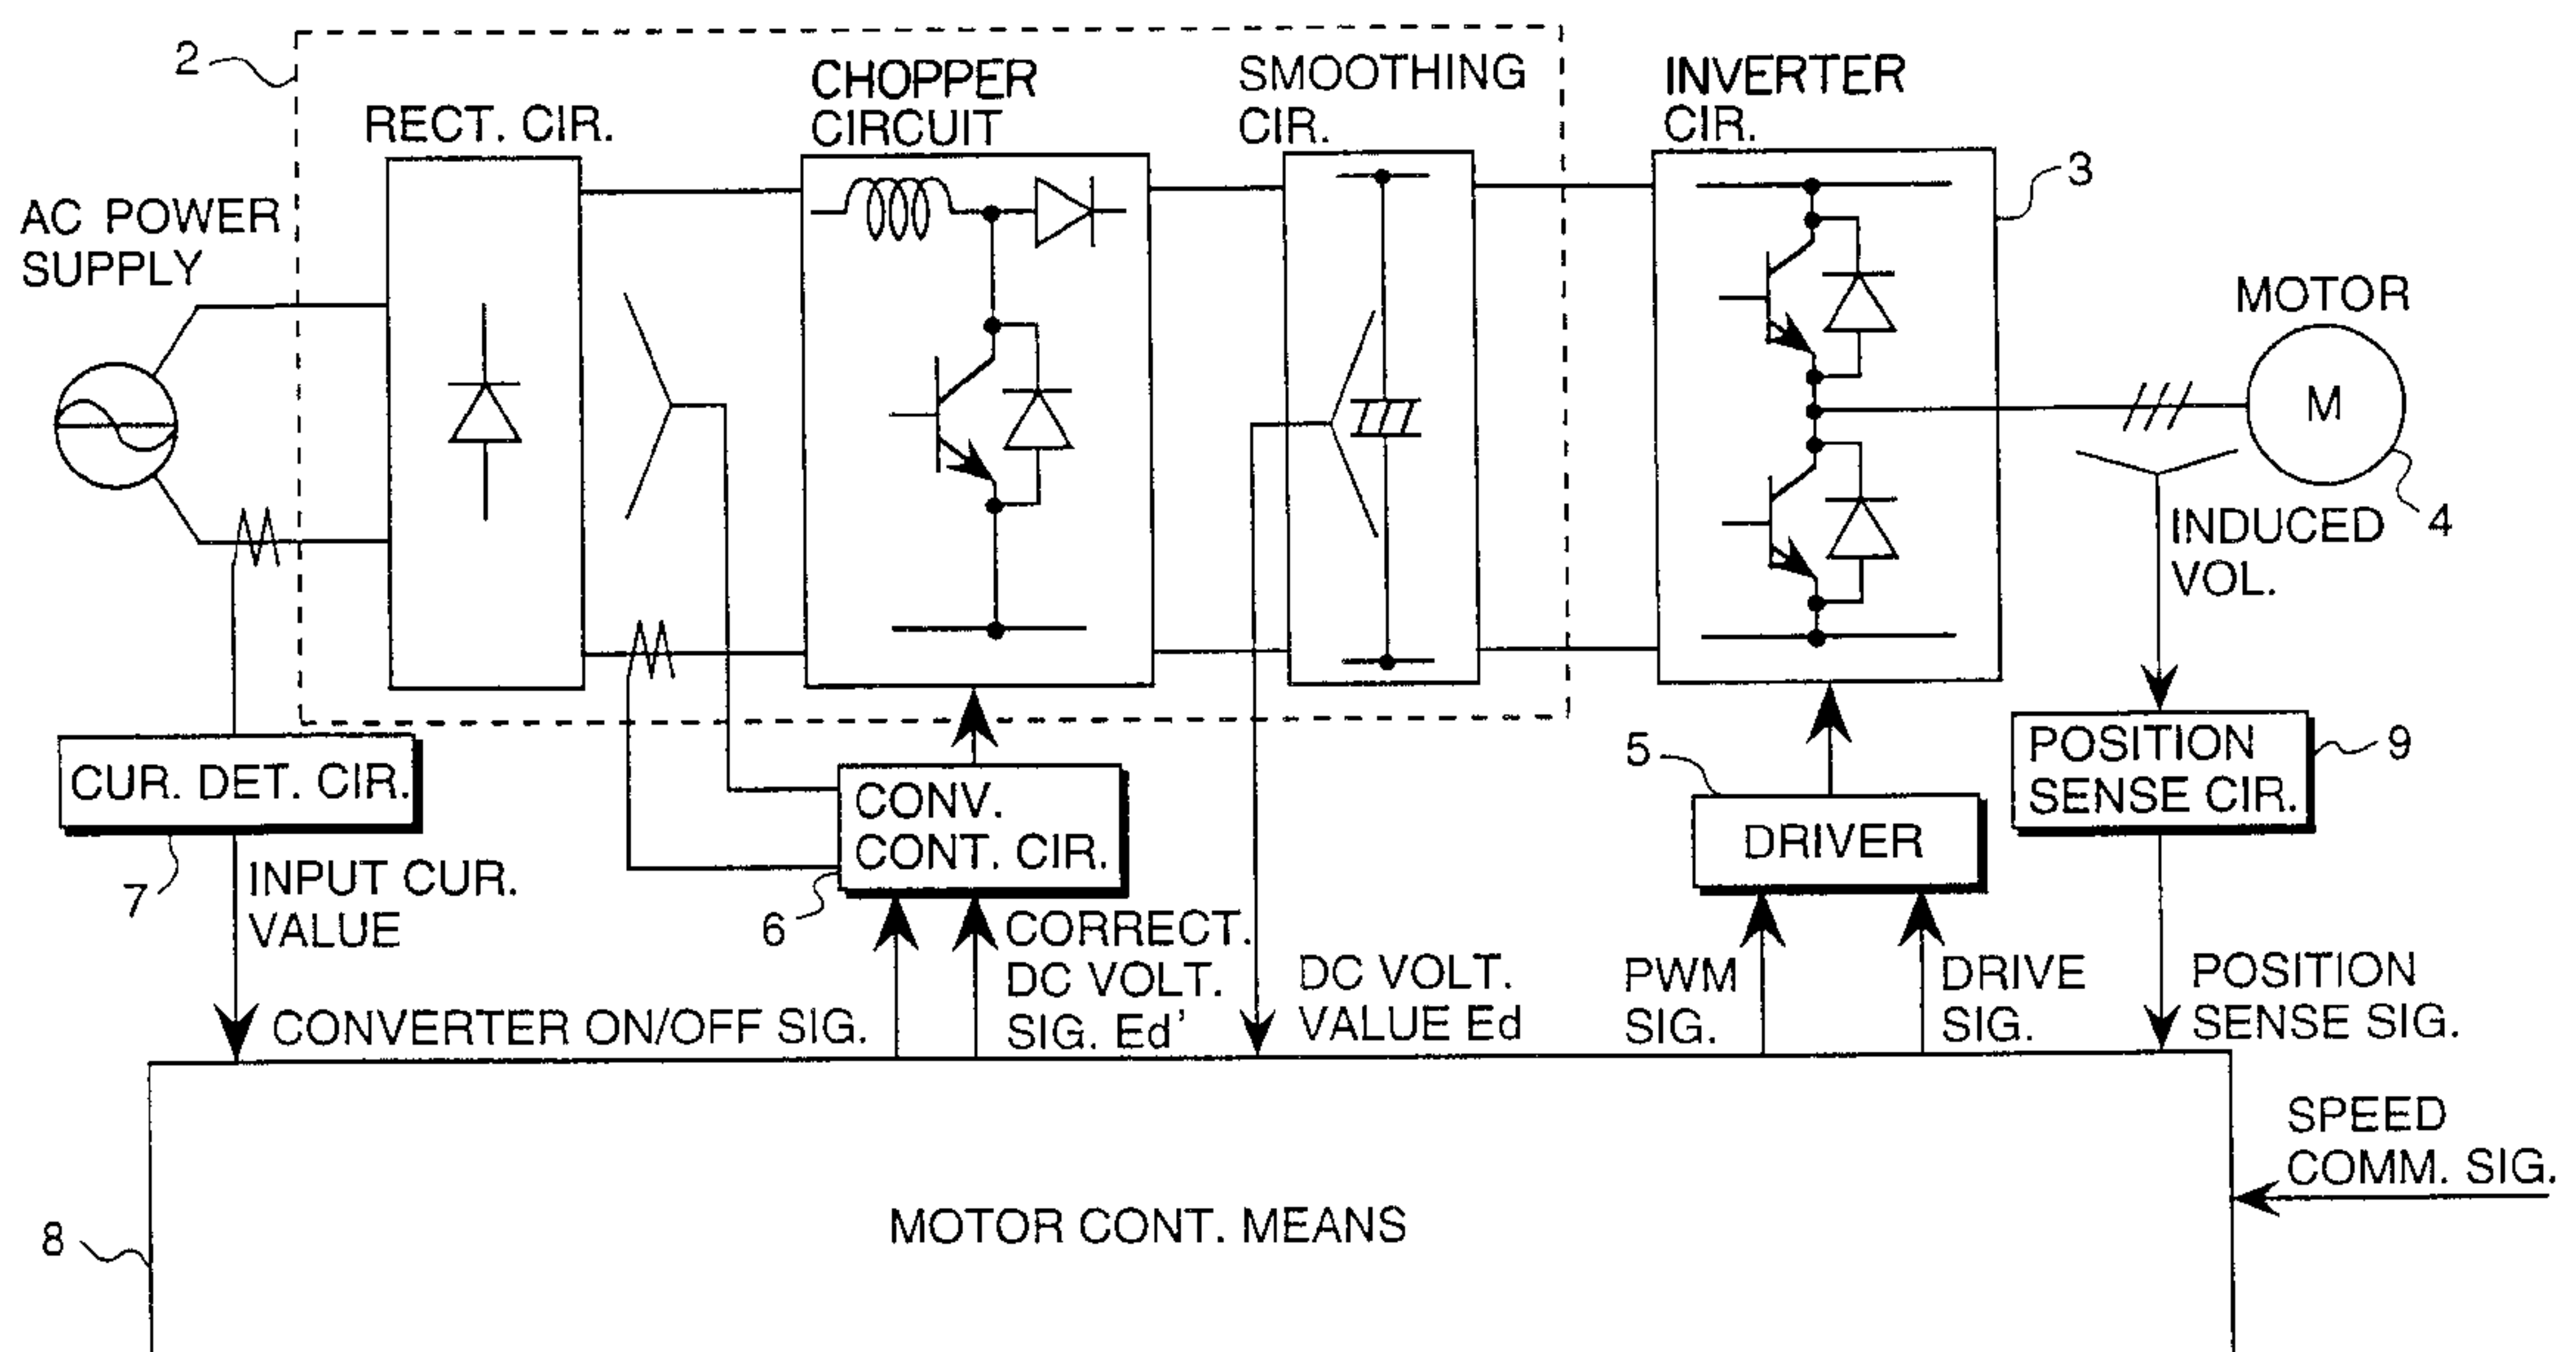 2
RECT. CIR.
CHOPPER
CIRCUIT
SMOOTHING
CIR.
INVERTER
CIR.
3
AC POWER
SUPPLY
MOTOR
M
4
INDUCED
VOL.
CUR. DET. CIR.
7
INPUT CUR.
VALUE
CONV.
CONT. CIR.
6
5
DRIVER
POSITION
SENSE CIR.
9
CONVERTER ON/OFF SIG.
CORRECT.
DC VOLT.
SIG. Ed'
DC VOLT.
VALUE Ed
PWM
SIG.
DRIVE
SIG.
POSITION
SENSE SIG.
SPEED
COMM. SIG.
8
MOTOR CONT. MEANS